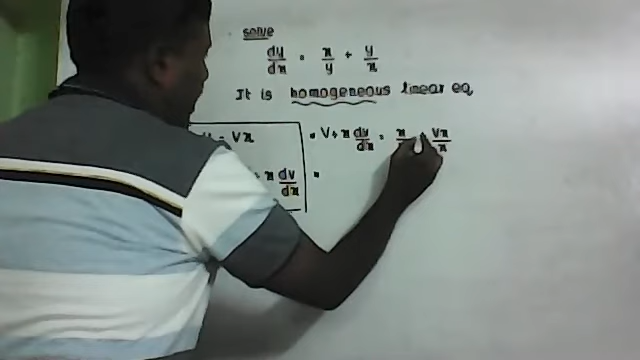 solve
dy/dx = x/y + y/x
It is homogeneous linear eq.
= Vx = V + x dy/dx = x + Vx/x
+ x dv/dx =